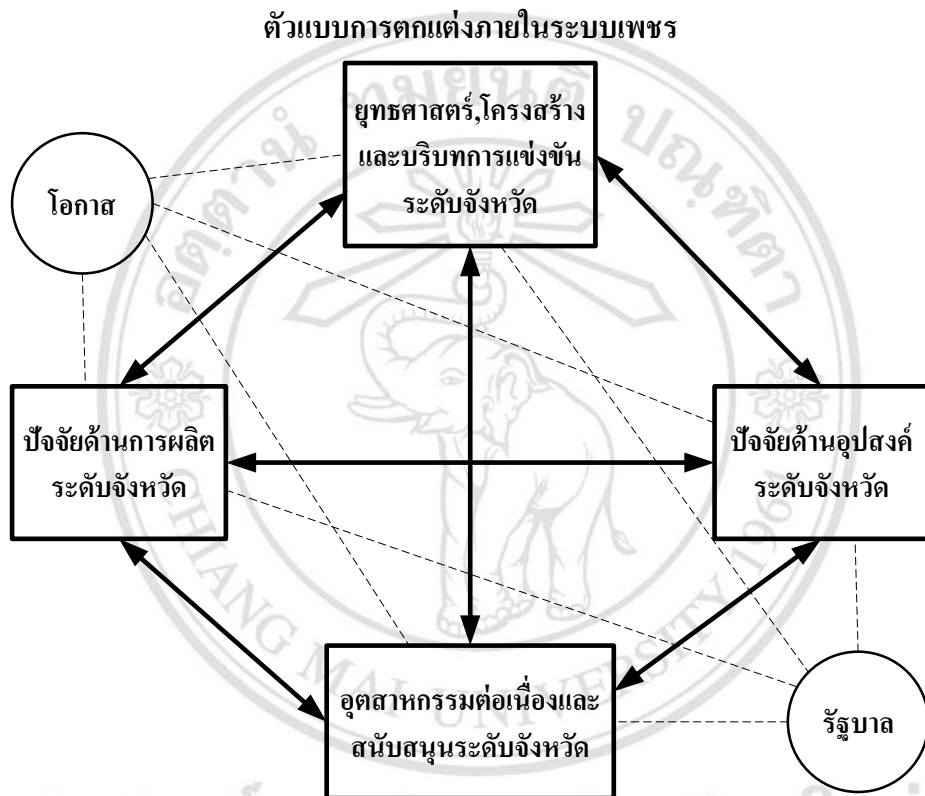 ตัวแบบการตกแต่งภายในระบบเพชร
ยุทธศาสตร์,โครงสร้าง
และบริบทการแข่งขัน
ระดับจังหวัด
โอกาส
ปัจจัยด้านการผลิต
ระดับจังหวัด
ปัจจัยด้านอุปสงค์
ระดับจังหวัด
อุตสาหกรรมต่อเนื่องและ
สนับสนุนระดับจังหวัด
รัฐบาล
CHIANG MAI UNIVERSITY 1964